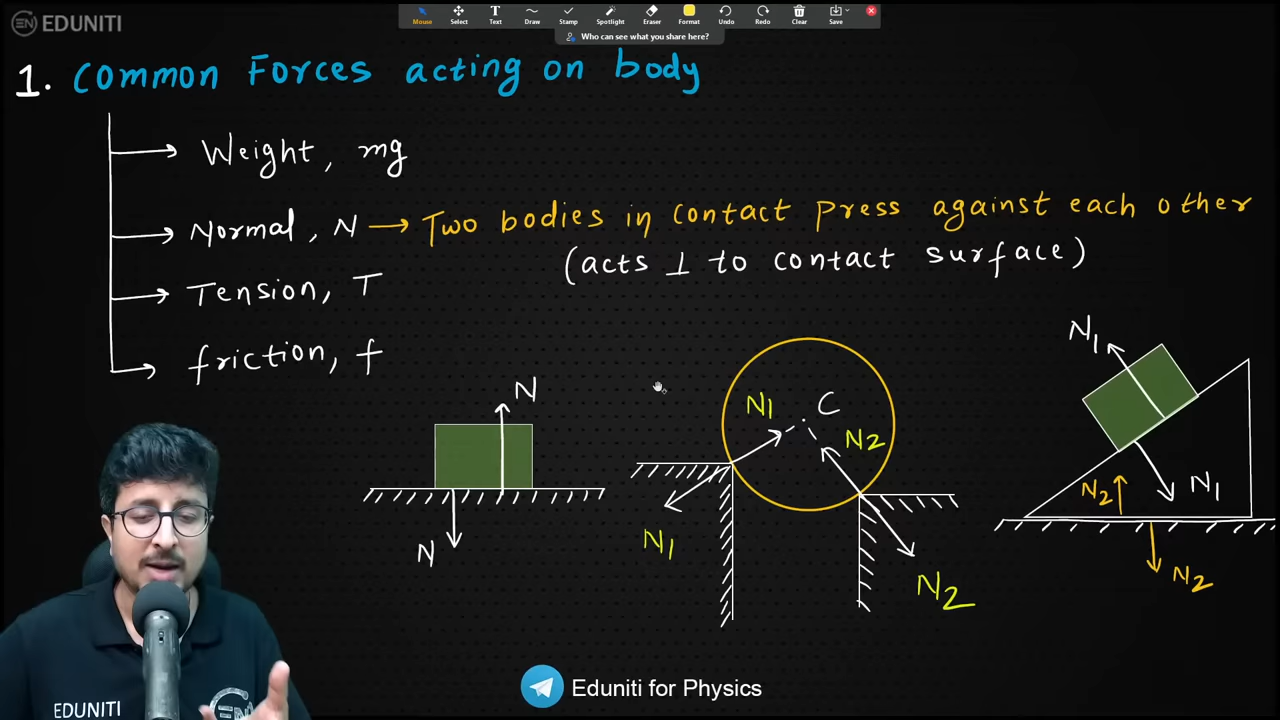 EDUNITI
Mouse Select Text Draw Stamp Spotlight Eraser Format Undo Redo Clear Save
Who can see what you share here?
1. Common Forces acting on body
Weight, mg
Normal, N → Two bodies in contact press against each other
(acts ⊥ to contact surface)
Tension, T
friction, f
N
N
N1
C
N2
N1
N2
N1
N1
N2
N2
EDUNITI
Eduniti for Physics